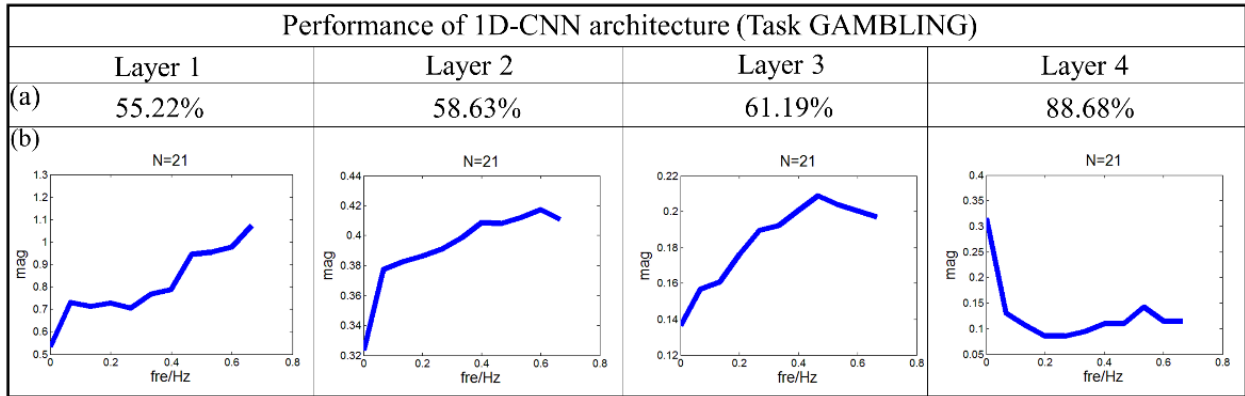 Performance of 1D-CNN architecture (Task GAMBLING)
Layer 1 Layer 2 Layer 3 Layer 4
(a) 55.22% 58.63% 61.19% 88.68%
(b)
N=21 N=21 N=21 N=21
1.3
1.2
1.1
1
0.9
0.8
0.7
0.6
0.5
mag
0 0.2 0.4 0.6 0.8
fre/Hz
0.44
0.42
0.4
0.38
0.36
0.34
0.32
mag
0 0.2 0.4 0.6 0.8
fre/Hz
0.22
0.2
0.18
0.16
0.14
0.12
mag
0 0.2 0.4 0.6 0.8
fre/Hz
0.4
0.35
0.3
0.25
0.2
0.15
0.1
0.05
mag
0 0.2 0.4 0.6 0.8
fre/Hz